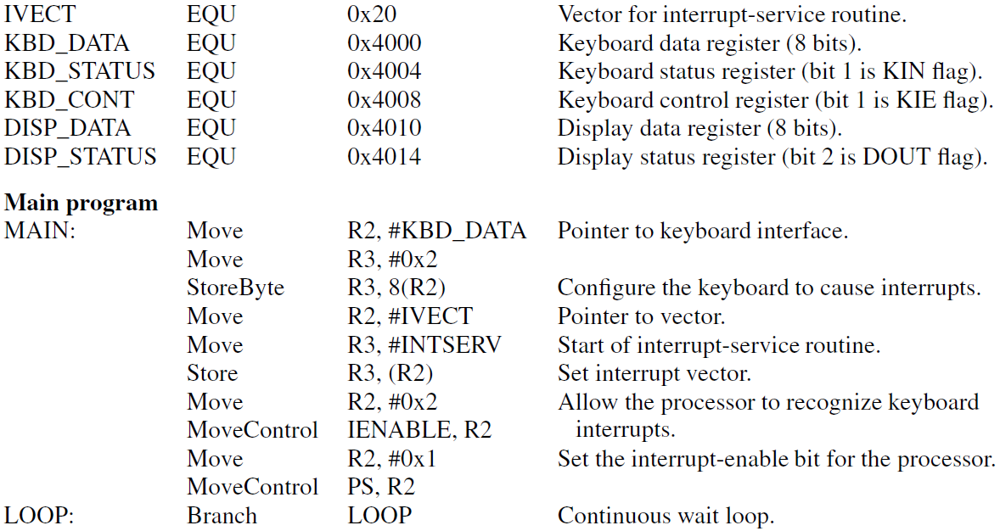 IVECT EQU 0x20 Vector for interrupt-service routine.
KBD_DATA EQU 0x4000 Keyboard data register (8 bits).
KBD_STATUS EQU 0x4004 Keyboard status register (bit 1 is KIN flag).
KBD_CONT EQU 0x4008 Keyboard control register (bit 1 is KIE flag).
DISP_DATA EQU 0x4010 Display data register (8 bits).
DISP_STATUS EQU 0x4014 Display status register (bit 2 is DOUT flag).
Main program
MAIN: Move R2, #KBD_DATA Pointer to keyboard interface.
Move R3, #0x2
StoreByte R3, 8(R2) Configure the keyboard to cause interrupts.
Move R2, #IVECT Pointer to vector.
Move R3, #INTSERV Start of interrupt-service routine.
Store R3, (R2) Set interrupt vector.
Move R2, #0x2 Allow the processor to recognize keyboard
MoveControl IENABLE, R2 interrupts.
Move R2, #0x1 Set the interrupt-enable bit for the processor.
MoveControl PS, R2
LOOP: Branch LOOP Continuous wait loop.